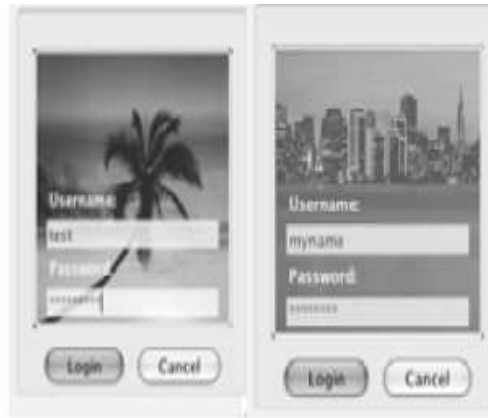 Username:
test
Password:
*********
Login Cancel
Username:
myname
Password:
********
Login Cancel